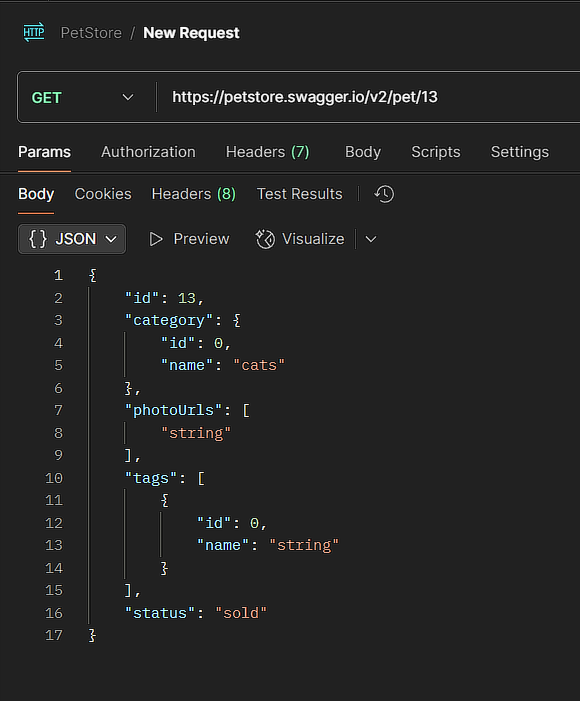 HTTP PetStore / New Request
GET https://petstore.swagger.io/v2/pet/13
Params Authorization Headers (7) Body Scripts Settings
Body Cookies Headers (8) Test Results
{} JSON Preview Visualize
1 {
2 "id": 13,
3 "category": {
4 "id": 0,
5 "name": "cats"
6 },
7 "photoUrls": [
8 "string"
9 ],
10 "tags": [
11 {
12 "id": 0,
13 "name": "string"
14 }
15 ],
16 "status": "sold"
17 }